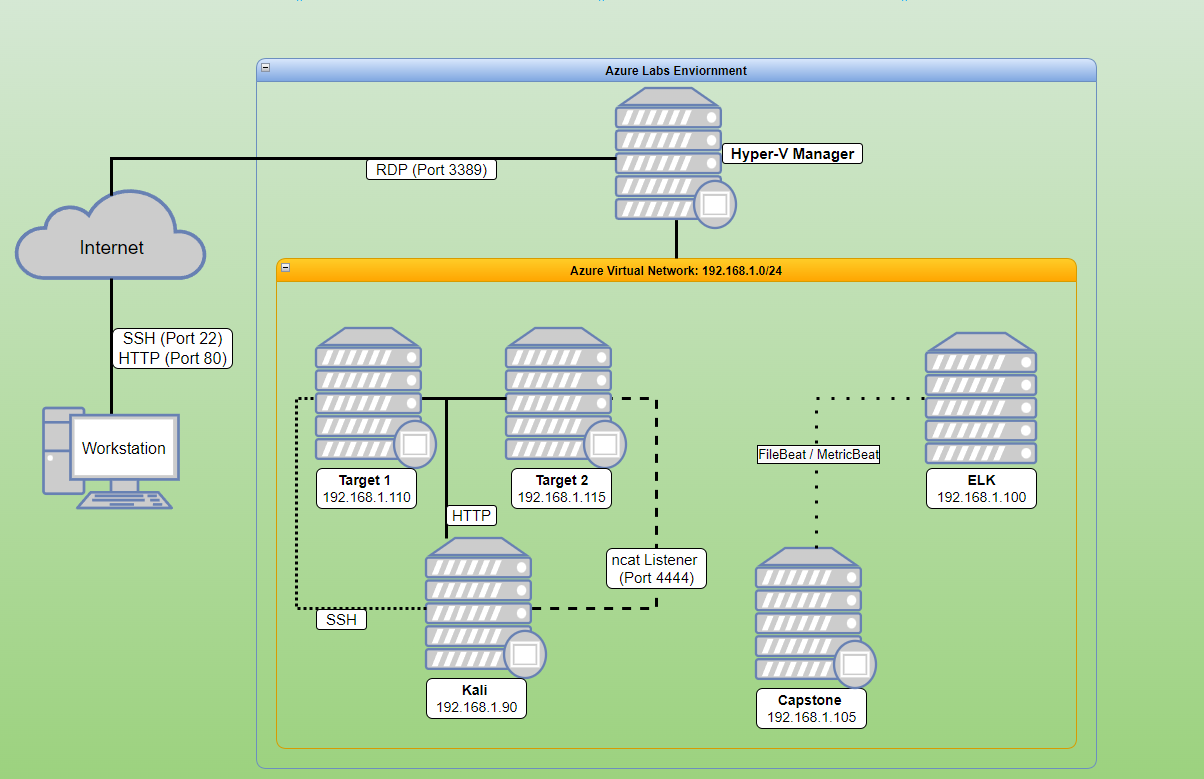 Azure Labs Enviornment
Hyper-V Manager
RDP (Port 3389)
Internet
Azure Virtual Network: 192.168.1.0/24
SSH (Port 22)
HTTP (Port 80)
Workstation
Target 1
192.168.1.110
Target 2
192.168.1.115
FileBeat / MetricBeat
ELK
192.168.1.100
HTTP
ncat Listener
(Port 4444)
SSH
Kali
192.168.1.90
Capstone
192.168.1.105